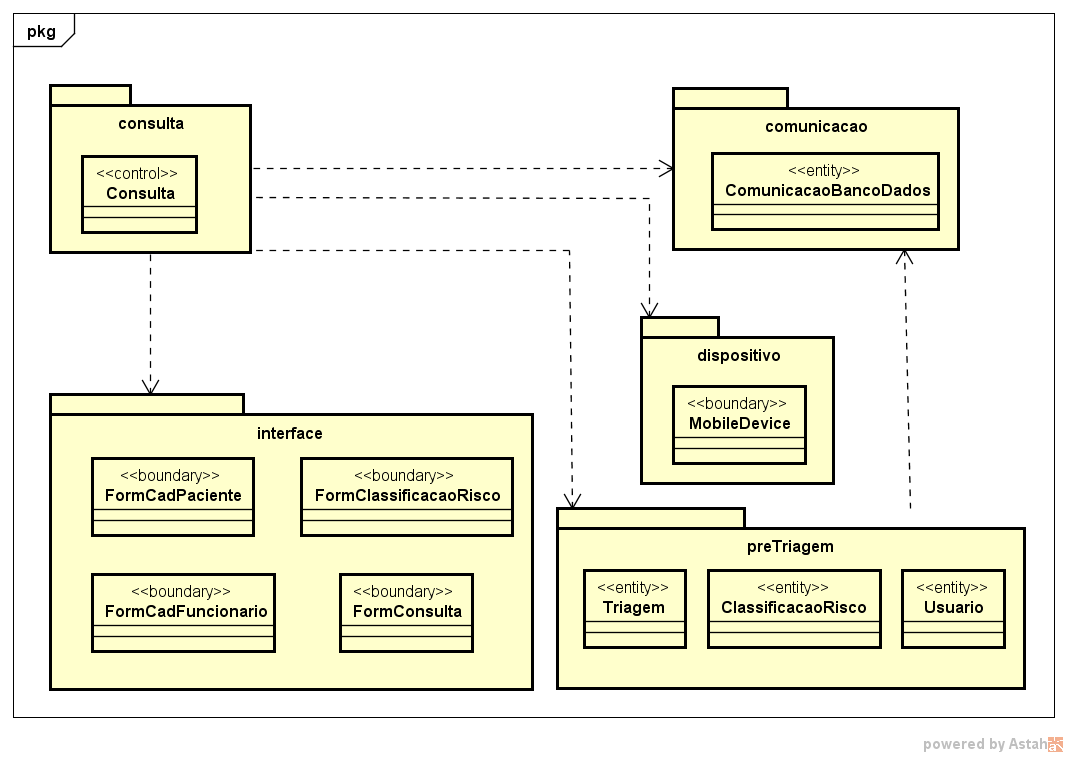 pkg
consulta
<<control>>
Consulta
comunicacao
<<entity>>
ComunicacaoBancoDados
dispositivo
<<boundary>>
MobileDevice
interface
<<boundary>>
FormCadPaciente
<<boundary>>
FormClassificacaoRisco
<<boundary>>
FormCadFuncionario
<<boundary>>
FormConsulta
preTriagem
<<entity>>
Triagem
<<entity>>
ClassificacaoRisco
<<entity>>
Usuario
powered by Astah